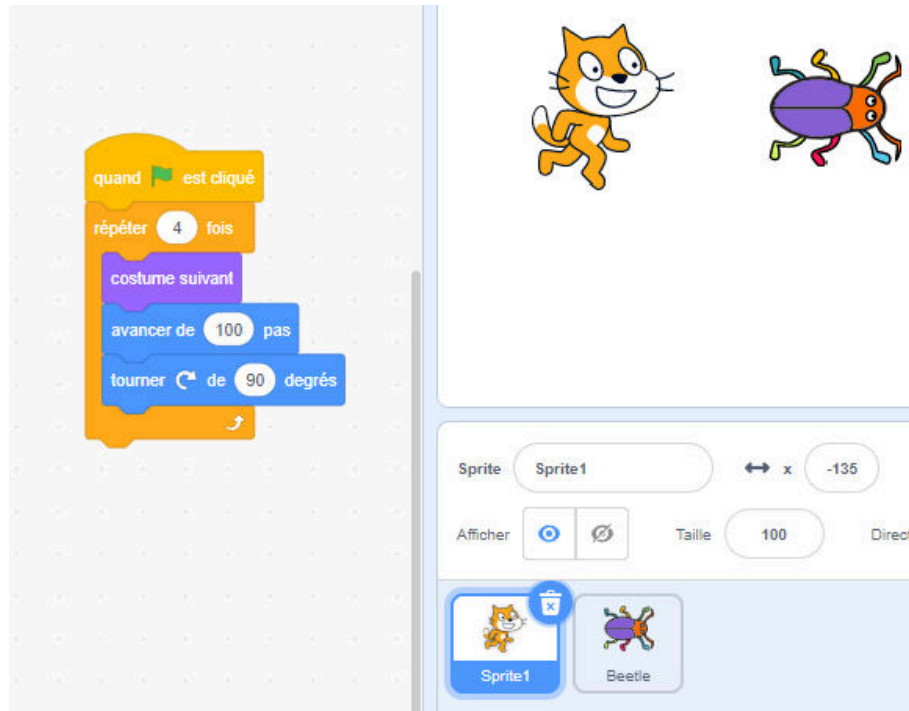 quand est cliqué
répéter 4 fois
costume suivant
avancer de 100 pas
tourner de 90 degrés
Sprite Sprite1 x -135
Afficher Taille 100 Direct
Sprite1 Beetle